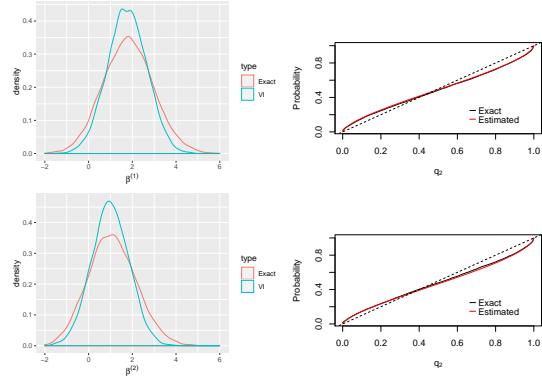 density
0.4
0.3
0.2
0.1
0.0
-2
0
2
4
6
β(1)
type
Exact
VI
Probability
0.8
0.4
0.0
0.0
0.2
0.4
0.6
0.8
1.0
q2
Exact
Estimated
density
0.4
0.3
0.2
0.1
0.0
-2
0
2
4
6
β(2)
type
Exact
VI
Probability
0.8
0.4
0.0
0.0
0.2
0.4
0.6
0.8
1.0
q2
Exact
Estimated